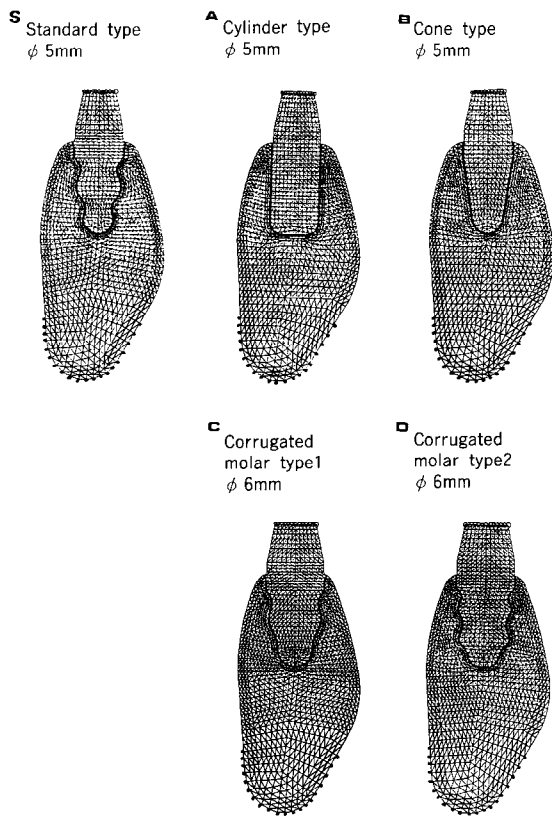 S
Standard type
φ 5mm
A
Cylinder type
φ 5mm
B
Cone type
φ 5mm
C
Corrugated
molar type1
φ 6mm
D
Corrugated
molar type2
φ 6mm